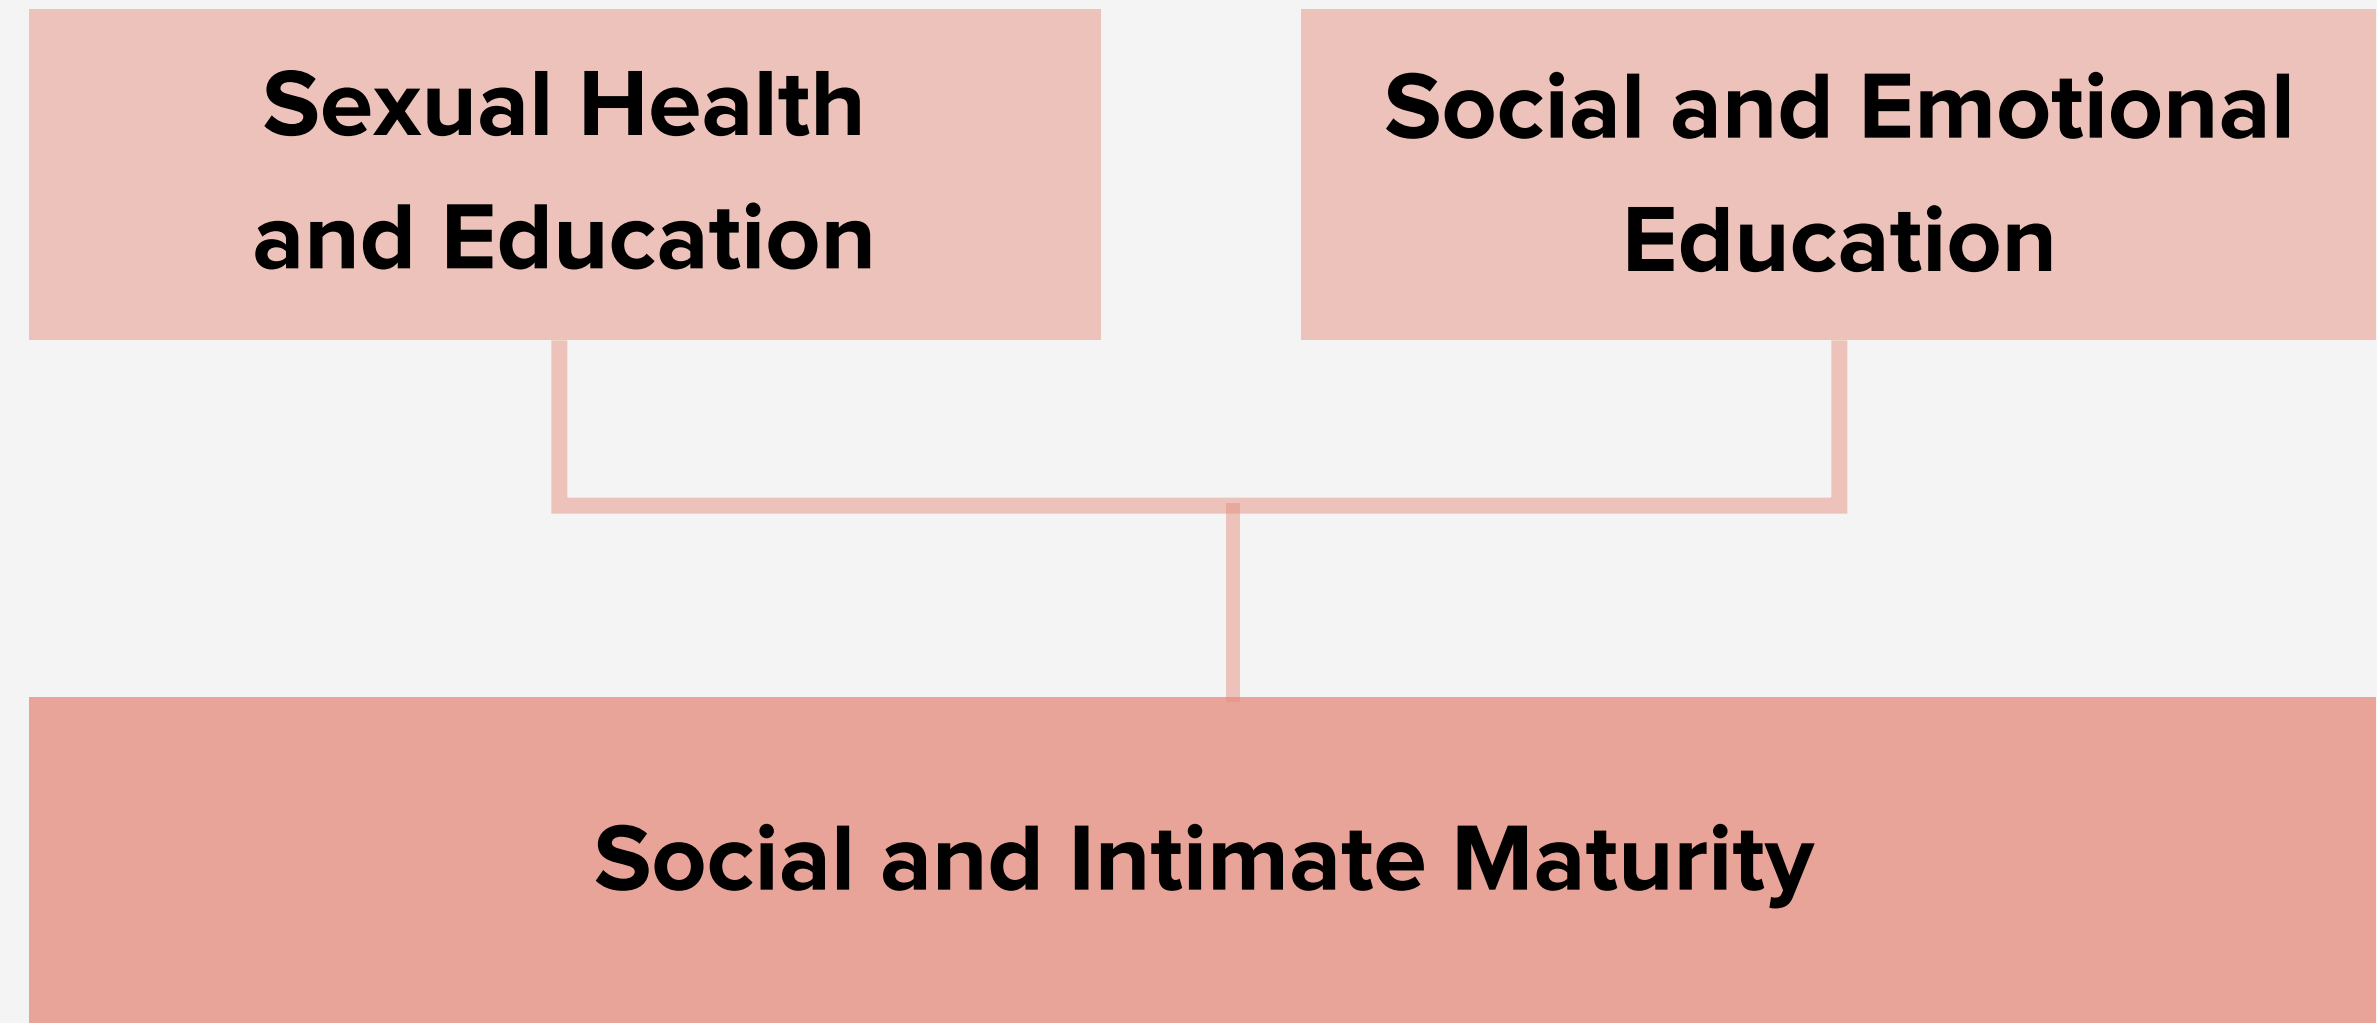 Sexual Health
and Education
Social and Emotional
Education
Social and Intimate Maturity